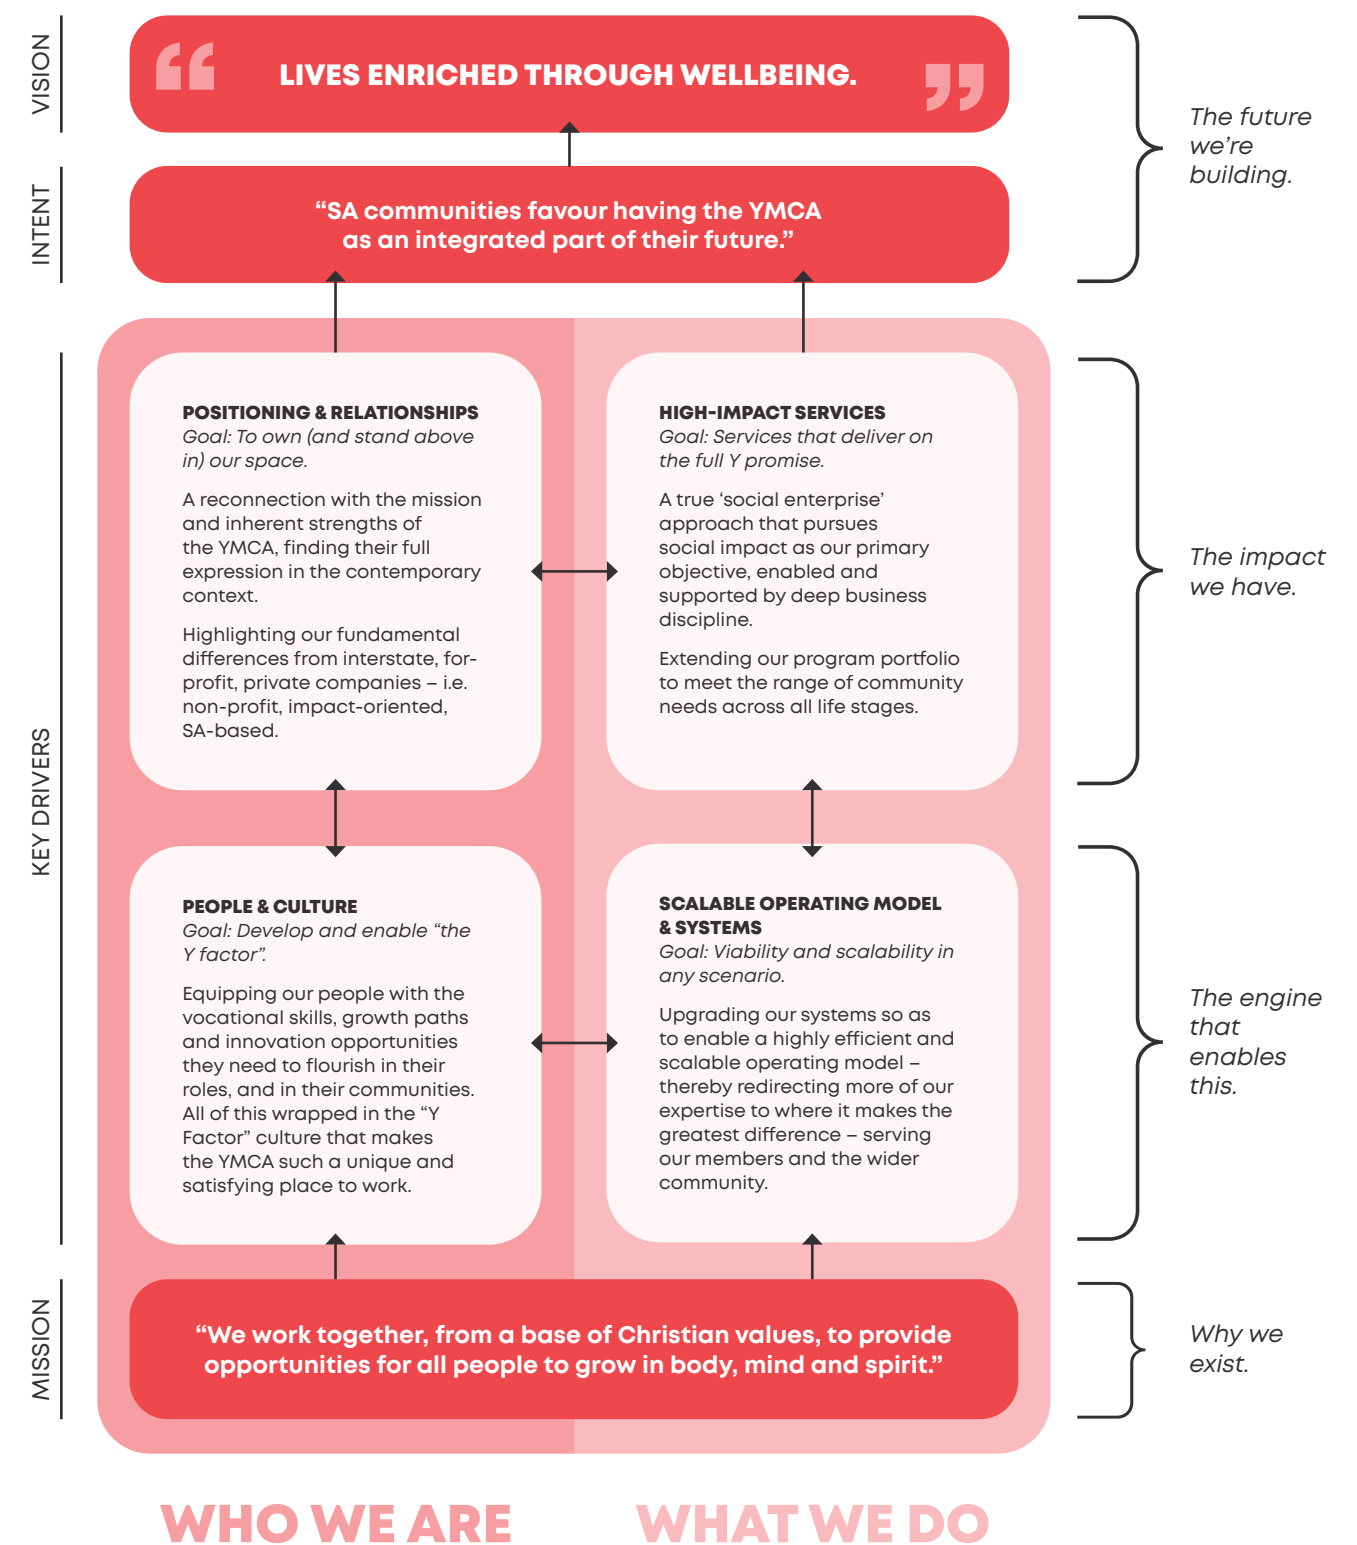 VISION
“
LIVES ENRICHED THROUGH WELLBEING.
”
The future
we’re
building.
INTENT
“SA communities favour having the YMCA
as an integrated part of their future.”
KEY DRIVERS
POSITIONING & RELATIONSHIPS
Goal: To own (and stand above
in) our space.
A reconnection with the mission
and inherent strengths of
the YMCA, finding their full
expression in the contemporary
context.
Highlighting our fundamental
differences from interstate, for-
profit, private companies – i.e.
non-profit, impact-oriented,
SA-based.
HIGH-IMPACT SERVICES
Goal: Services that deliver on
the full Y promise.
A true ‘social enterprise’
approach that pursues
social impact as our primary
objective, enabled and
supported by deep business
discipline.
Extending our program portfolio
to meet the range of community
needs across all life stages.
The impact
we have.
PEOPLE & CULTURE
Goal: Develop and enable “the
Y factor”.
Equipping our people with the
vocational skills, growth paths
and innovation opportunities
they need to flourish in their
roles, and in their communities.
All of this wrapped in the “Y
Factor” culture that makes
the YMCA such a unique and
satisfying place to work.
SCALABLE OPERATING MODEL
& SYSTEMS
Goal: Viability and scalability in
any scenario.
Upgrading our systems so as
to enable a highly efficient and
scalable operating model –
thereby redirecting more of our
expertise to where it makes the
greatest difference – serving
our members and the wider
community.
The engine
that
enables
this.
MISSION
“We work together, from a base of Christian values, to provide
opportunities for all people to grow in body, mind and spirit.”
Why we
exist.
WHO WE ARE
WHAT WE DO